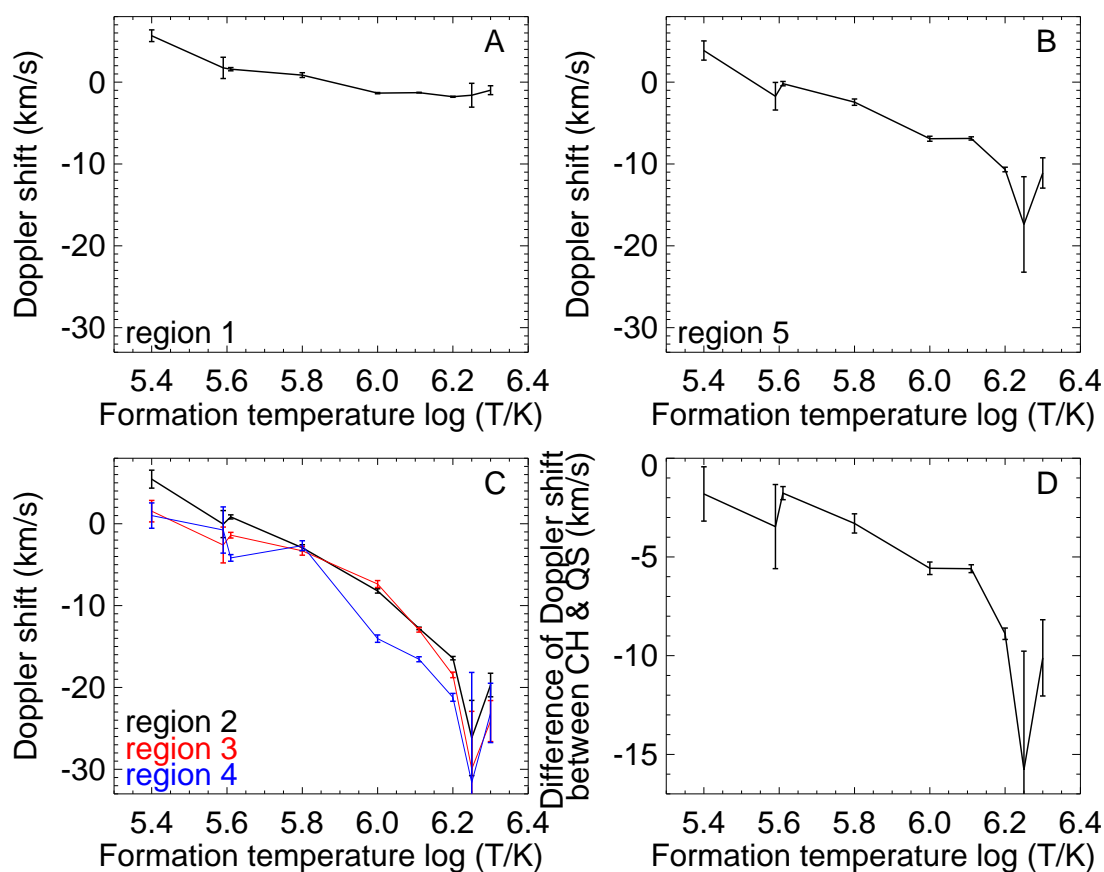 A
Doppler shift (km/s)
0
-10
-20
-30
region 1
5.4 5.6 5.8 6.0 6.2 6.4
Formation temperature log (T/K)
B
Doppler shift (km/s)
0
-10
-20
-30
region 5
5.4 5.6 5.8 6.0 6.2 6.4
Formation temperature log (T/K)
C
Doppler shift (km/s)
0
-10
-20
-30
region 2
region 3
region 4
5.4 5.6 5.8 6.0 6.2 6.4
Formation temperature log (T/K)
D
Difference of Doppler shift
between CH & QS (km/s)
0
-5
-10
-15
5.4 5.6 5.8 6.0 6.2 6.4
Formation temperature log (T/K)